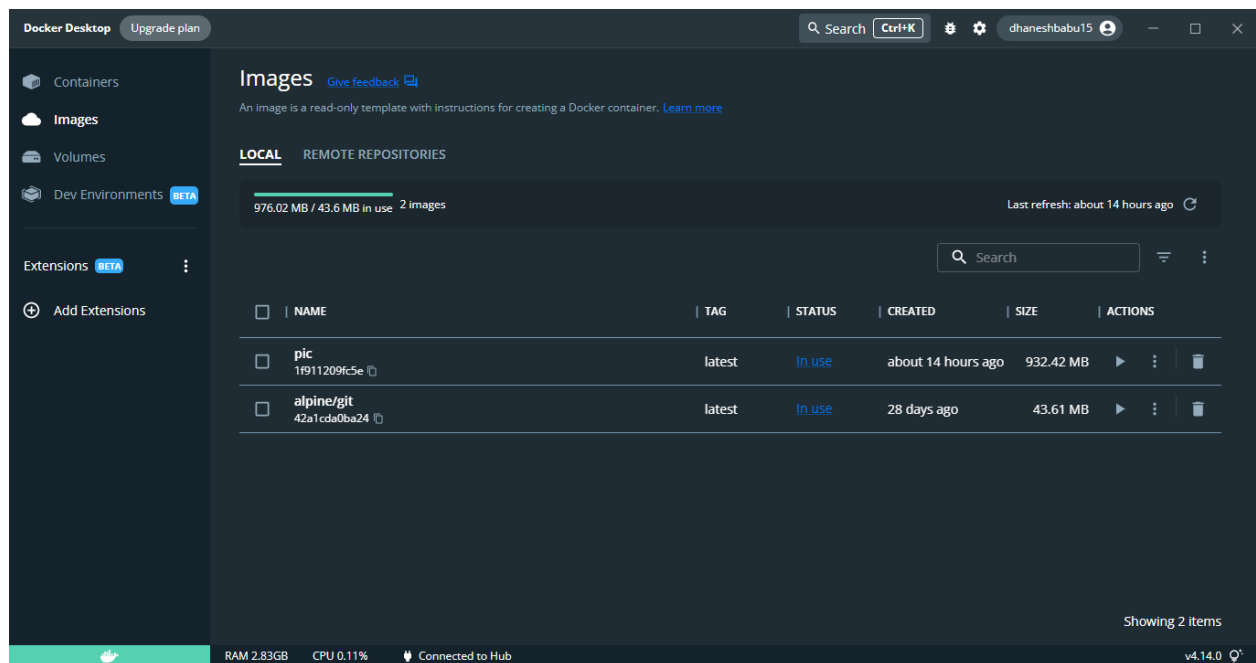 Docker Desktop Upgrade plan Search Ctrl+K dhaneshbabu15
Containers
Images
Volumes
Dev Environments BETA
Extensions BETA
Add Extensions
Images Give feedback
An image is a read-only template with instructions for creating a Docker container. Learn more
LOCAL REMOTE REPOSITORIES
976.02 MB / 43.6 MB in use 2 images Last refresh: about 14 hours ago
Search
NAME TAG STATUS CREATED SIZE ACTIONS
pic
1f911209fc5e latest In use about 14 hours ago 932.42 MB
alpine/git
42a1cda0ba24 latest In use 28 days ago 43.61 MB
Showing 2 items
RAM 2.83GB CPU 0.11% Connected to Hub v4.14.0